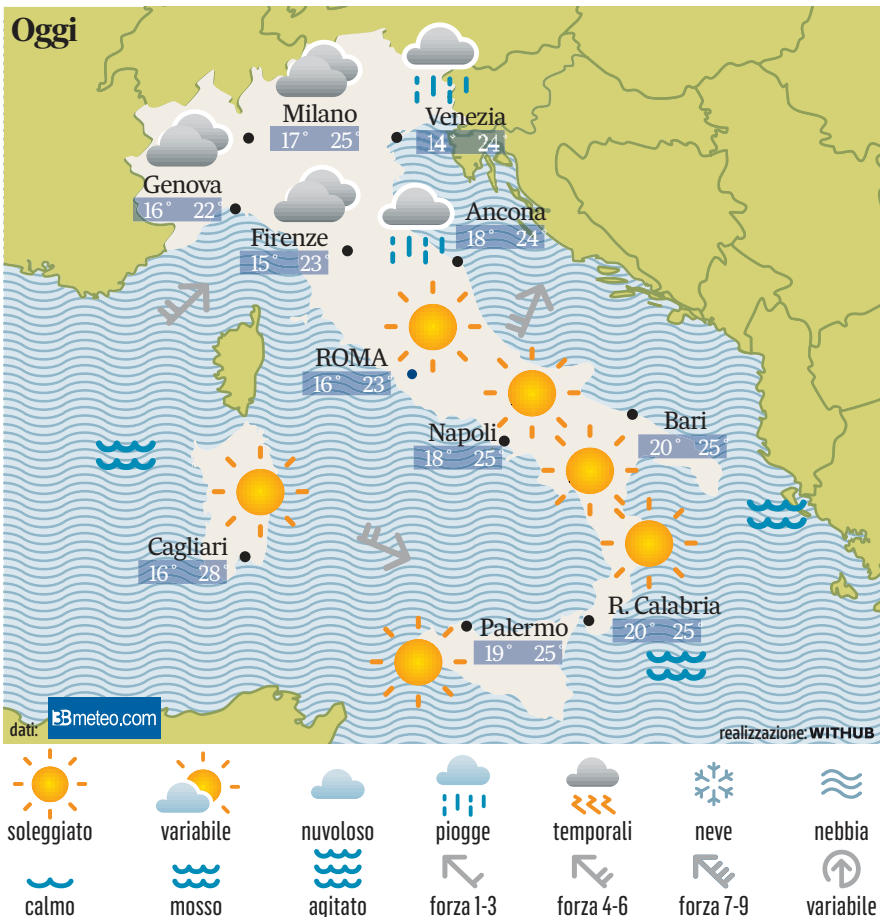 Oggi
Milano
17° 25°
Venezia
14° 24°
Genova
16° 22°
Firenze
15° 23°
Ancona
18° 24°
ROMA
16° 23°
Napoli
18° 25°
Bari
20° 25°
Cagliari
16° 28°
R. Calabria
20° 25°
Palermo
19° 25°
dati: 3Bmeteo.com
realizzazione: WITHUB
soleggiato variabile nuvoloso piogge temporali neve nebbia
calmo mosso agitato forza 1-3 forza 4-6 forza 7-9 variabile